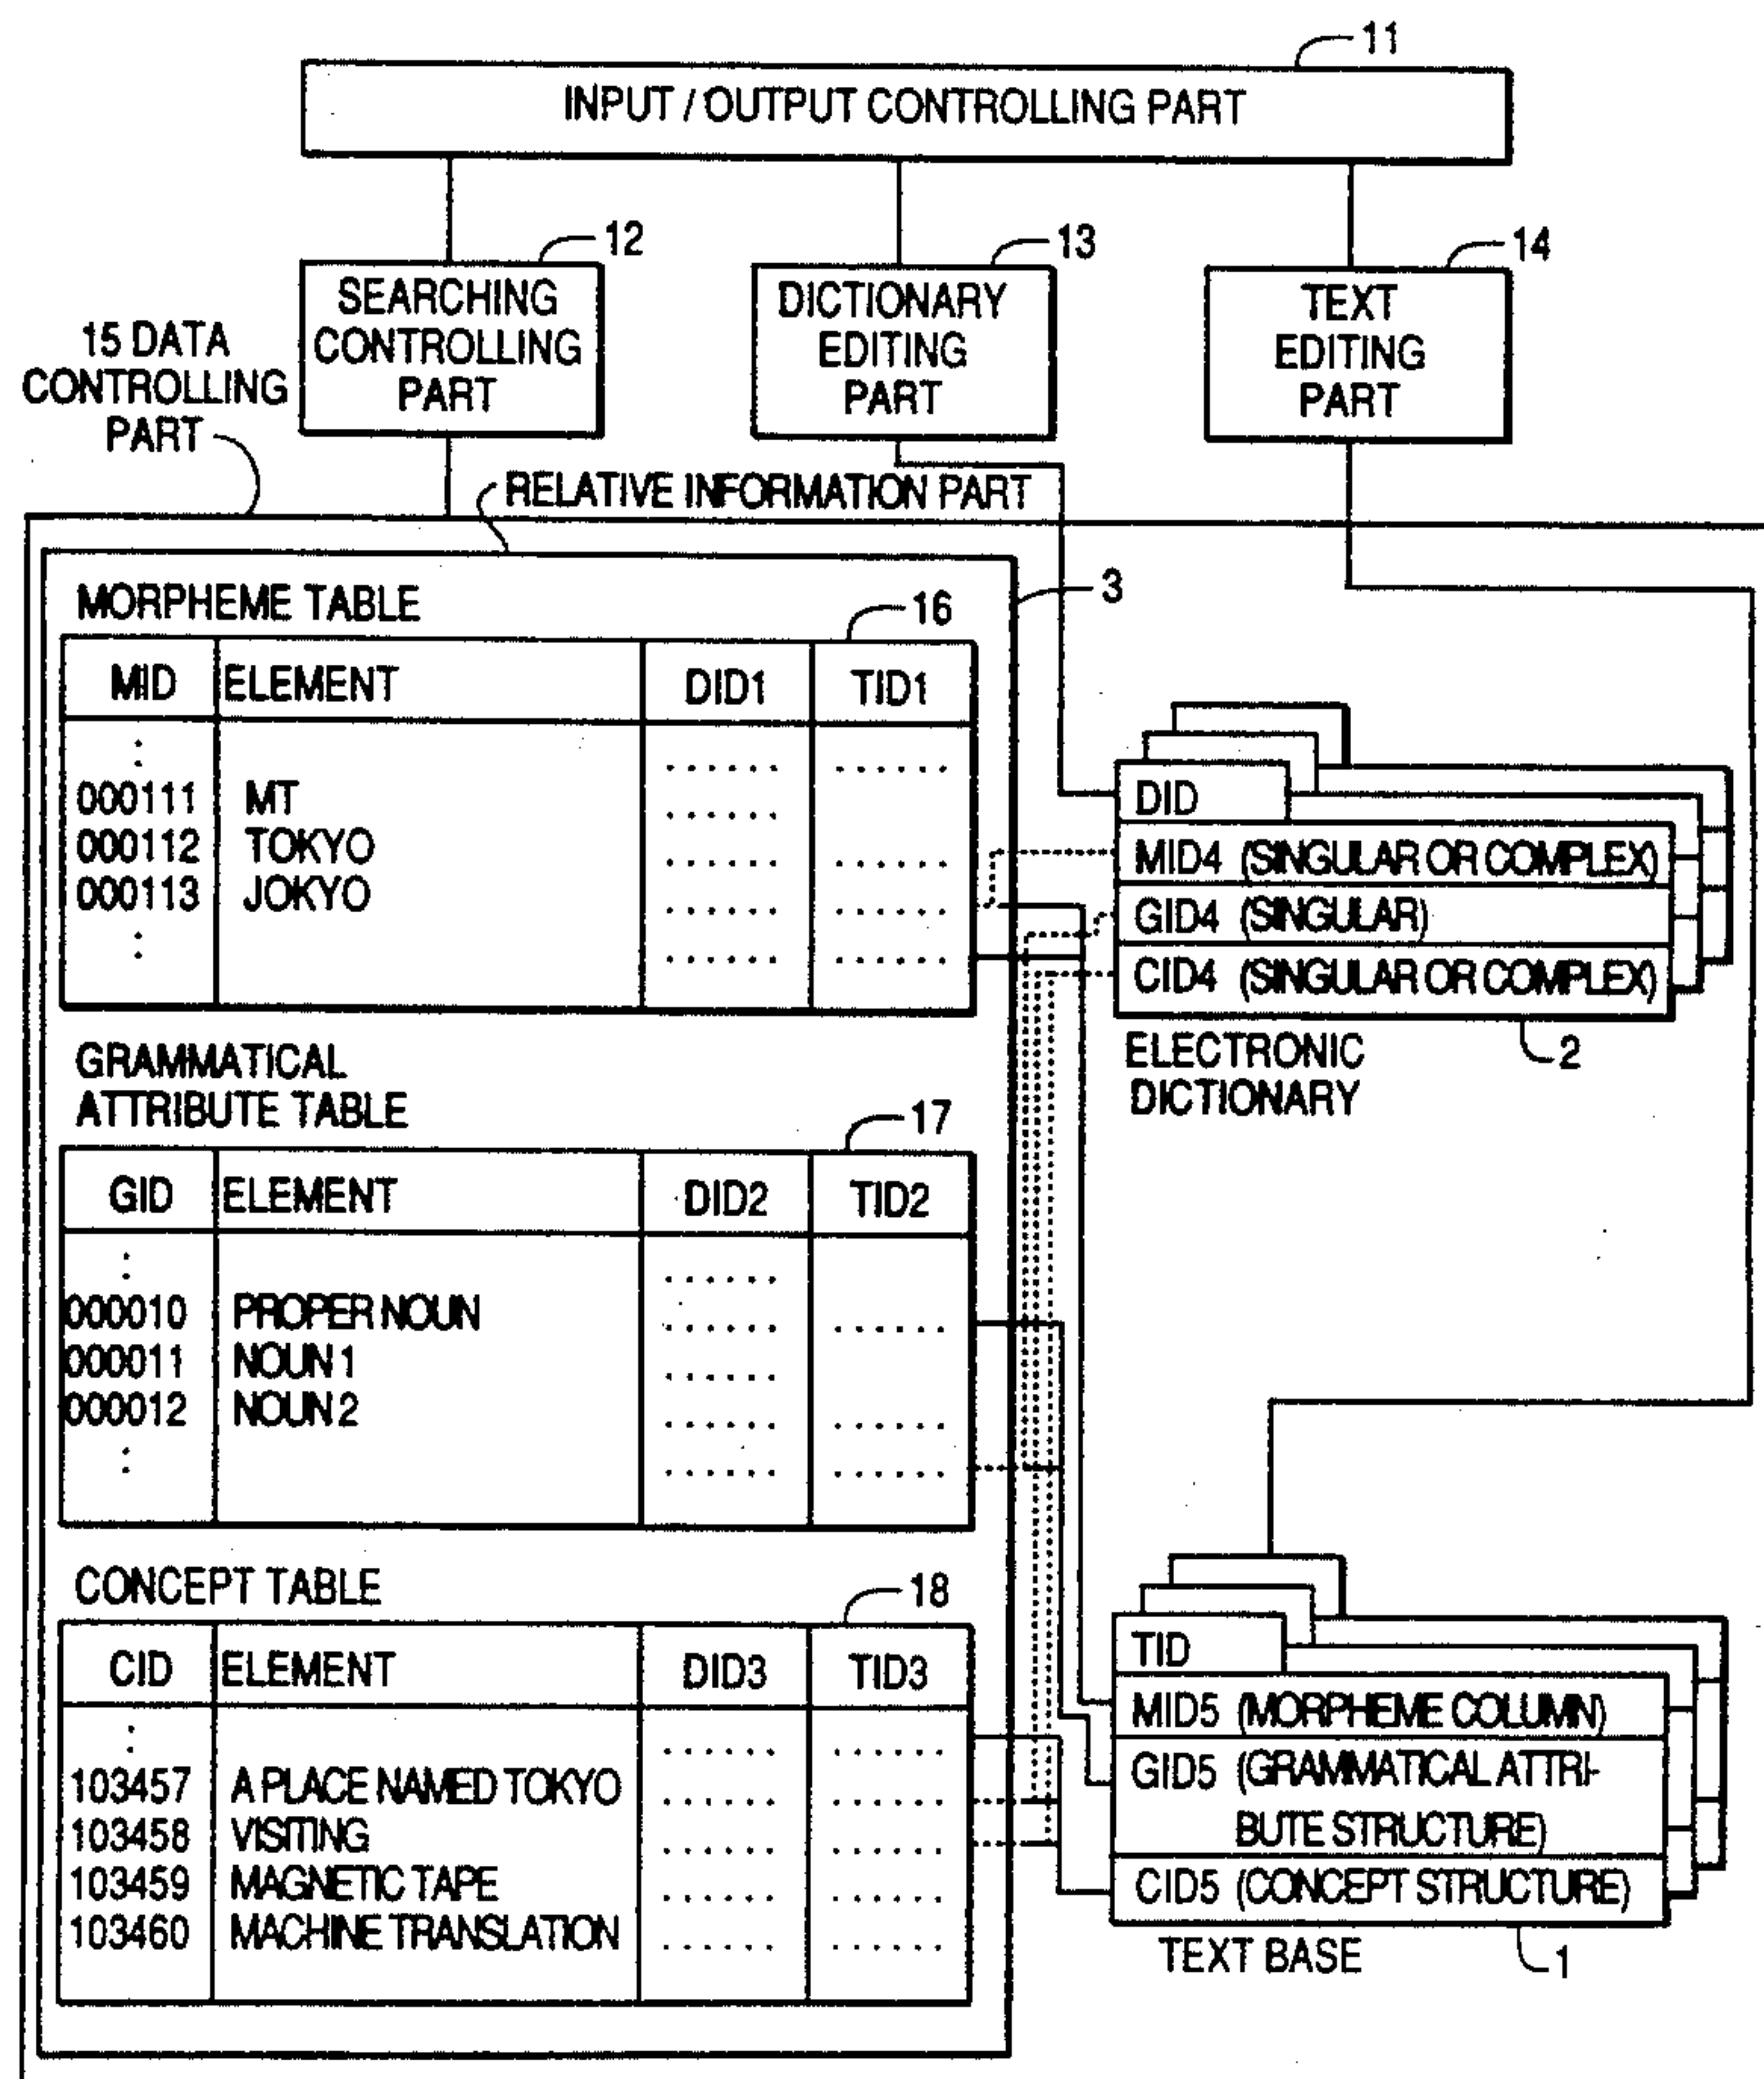 11
INPUT / OUTPUT CONTROLLING PART
12
13
14
SEARCHING
CONTROLLING
PART
DICTIONARY
EDITING
PART
TEXT
EDITING
PART
15 DATA
CONTROLLING
PART
RELATIVE INFORMATION PART
3
MORPHEME TABLE
16
MID ELEMENT DID1 TID1
:
...... ......
000111 MT ......
000112 TOKYO ...... ......
000113 JOKYO ...... ......
: ...... ......
DID
MID4 (SINGULAR OR COMPLEX)
GID4 (SINGULAR)
CID4 (SINGULAR OR COMPLEX)
2
ELECTRONIC
DICTIONARY
GRAMMATICAL
ATTRIBUTE TABLE
17
GID ELEMENT DID2 TID2
: ......
000010 PROPER NOUN ...... ......
000011 NOUN 1 ......
000012 NOUN 2 ...... ......
: ...... ......
CONCEPT TABLE
18
CID ELEMENT DID3 TID3
: ...... ......
103457 A PLACE NAMED TOKYO ...... ......
103458 VISITING ...... ......
103459 MAGNETIC TAPE ...... ......
103460 MACHINE TRANSLATION ...... ......
TID
MID5 (MORPHEME COLUMN)
GID5 (GRAMMATICAL ATTRI-
BUTE STRUCTURE)
CID5 (CONCEPT STRUCTURE)
TEXT BASE
1